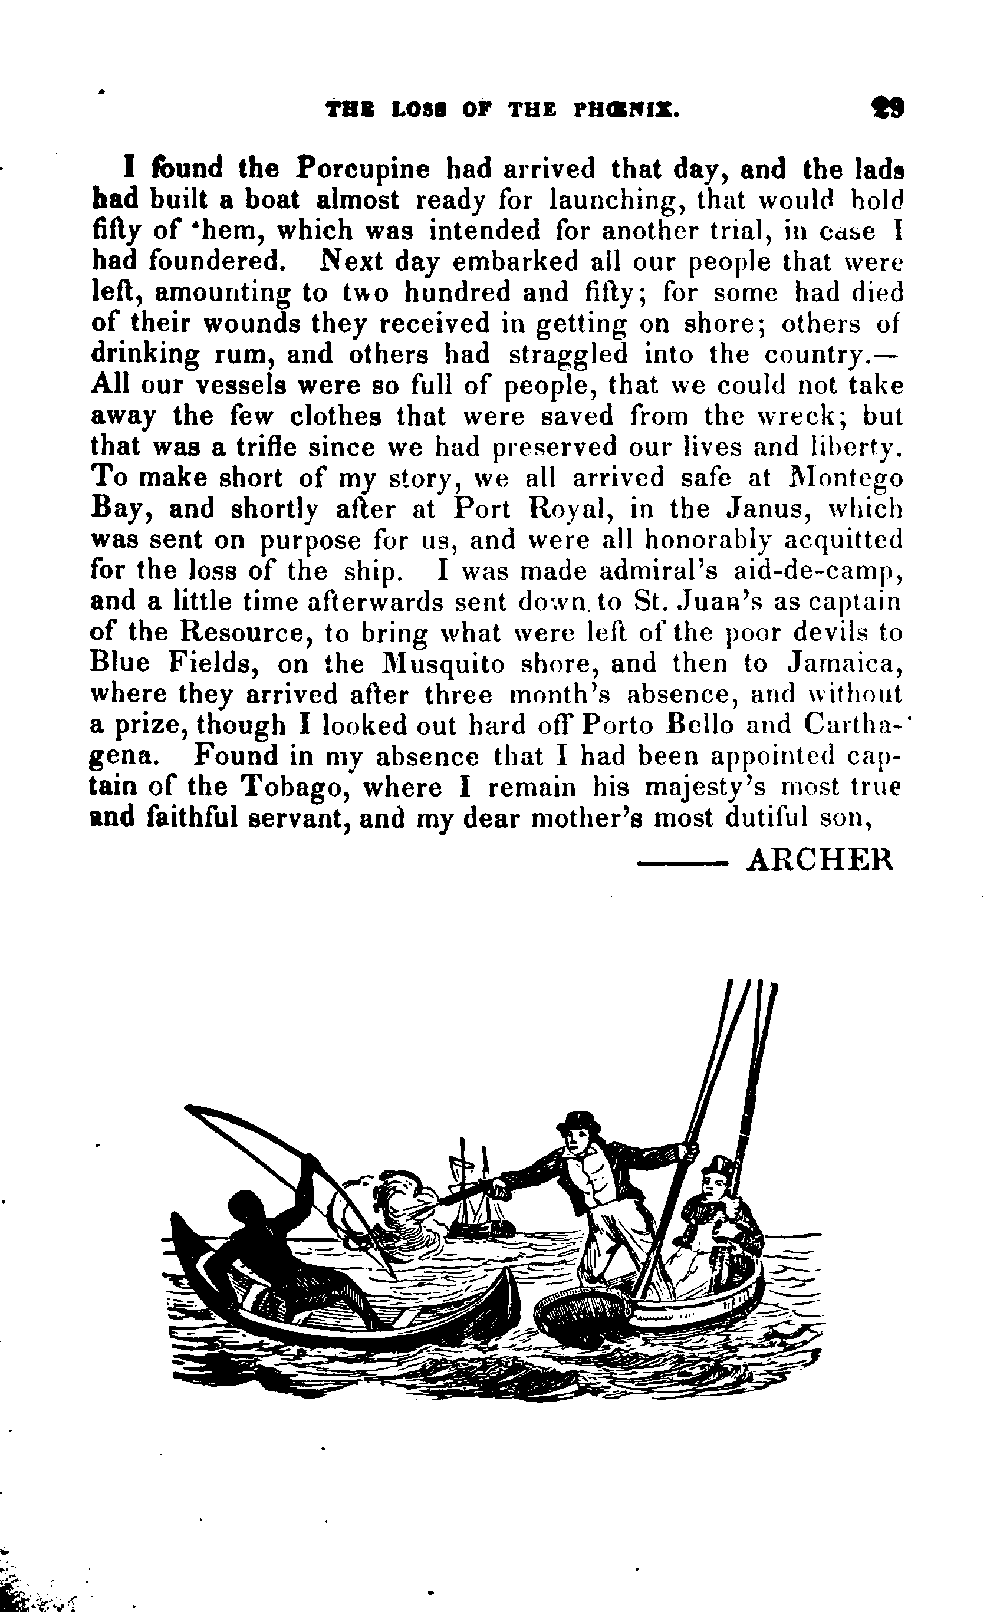 THE LOSS OF THE PHŒNIX. 29
I found the Porcupine had arrived that day, and the lads
had built a boat almost ready for launching, that would hold
fifty of them, which was intended for another trial, in case I
had foundered. Next day embarked all our people that were
left, amounting to two hundred and fifty; for some had died
of their wounds they received in getting on shore; others of
drinking rum, and others had straggled into the country.—
All our vessels were so full of people, that we could not take
away the few clothes that were saved from the wreck; but
that was a trifle since we had preserved our lives and liberty.
To make short of my story, we all arrived safe at Montego
Bay, and shortly after at Port Royal, in the Janus, which
was sent on purpose for us, and were all honorably acquitted
for the loss of the ship. I was made admiral's aid-de-camp,
and a little time afterwards sent down to St. Juan's as captain
of the Resource, to bring what were left of the poor devils to
Blue Fields, on the Musquito shore, and then to Jamaica,
where they arrived after three month's absence, and without
a prize, though I looked out hard off Porto Bello and Cartha-
gena. Found in my absence that I had been appointed cap-
tain of the Tobago, where I remain his majesty's most true
and faithful servant, and my dear mother's most dutiful son,
——— ARCHER